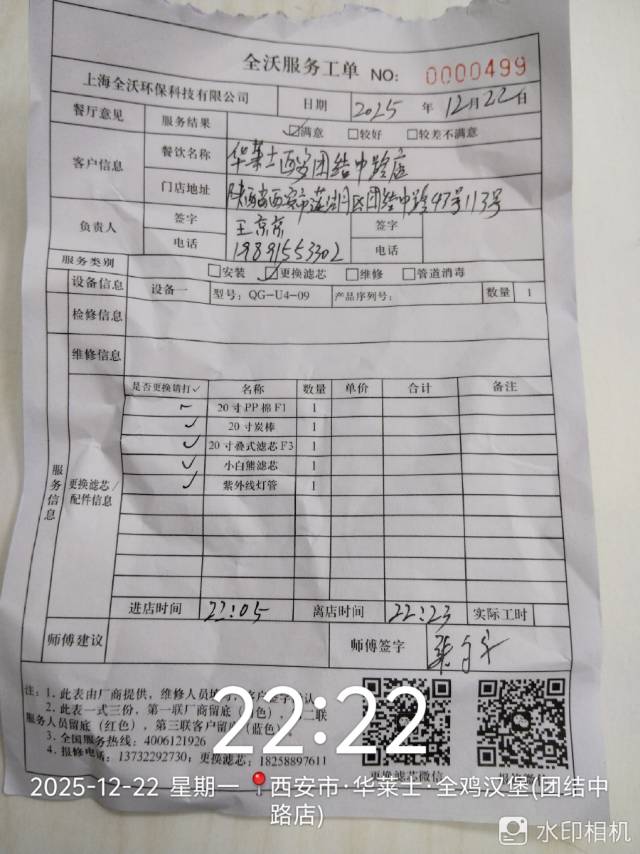 全沃服务工单 NO: 0000499
上海全沃环保科技有限公司 日期 2025 年 12月22日
餐厅意见 服务结果 ☑满意 □较好 □较差不满意
客户信息 餐饮名称 华莱士西安团结中路店
门店地址 陕西省西安市莲湖区团结中路47号113号
负责人 签字 王京京 签字
电话 19891553302 电话
服务类别 □安装 ☑更换滤芯 □维修 □管道消毒
服务信息
设备信息 设备一 型号: QG-U4-09 产品序列号: 数量 1
检修信息
维修信息
更换滤芯/配件信息
是否更换请打✓ 名称 数量 单价 合计 备注
✓ 20寸PP棉F1 1
✓ 20寸炭棒 1
✓ 20寸叠式滤芯F3 1
✓ 小白熊滤芯 1
✓ 紫外线灯管 1
进店时间 22:05 离店时间 22:23 实际工时
师傅建议 师傅签字
注: 1. 此表由厂商提供, 维修人员
2. 此表一式三份, 第一联厂商留底 色), 二联
服务人员留底 (红色), 第三联客户留底 (蓝色)
3. 全国服务热线: 4006121926
4. 报修电话: 13732292730; 更换滤芯: 18258897611
更换滤芯微信
22:22
2025-12-22 星期一 西安市·华莱士·全鸡汉堡(团结中
路店)
水印相机